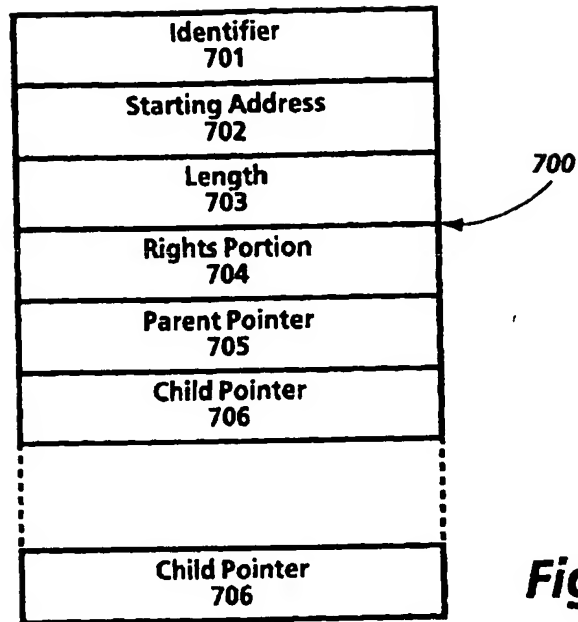 Identifier
701
Starting Address
702
Length
703
700
Rights Portion
704
Parent Pointer
705
Child Pointer
706
Child Pointer
706